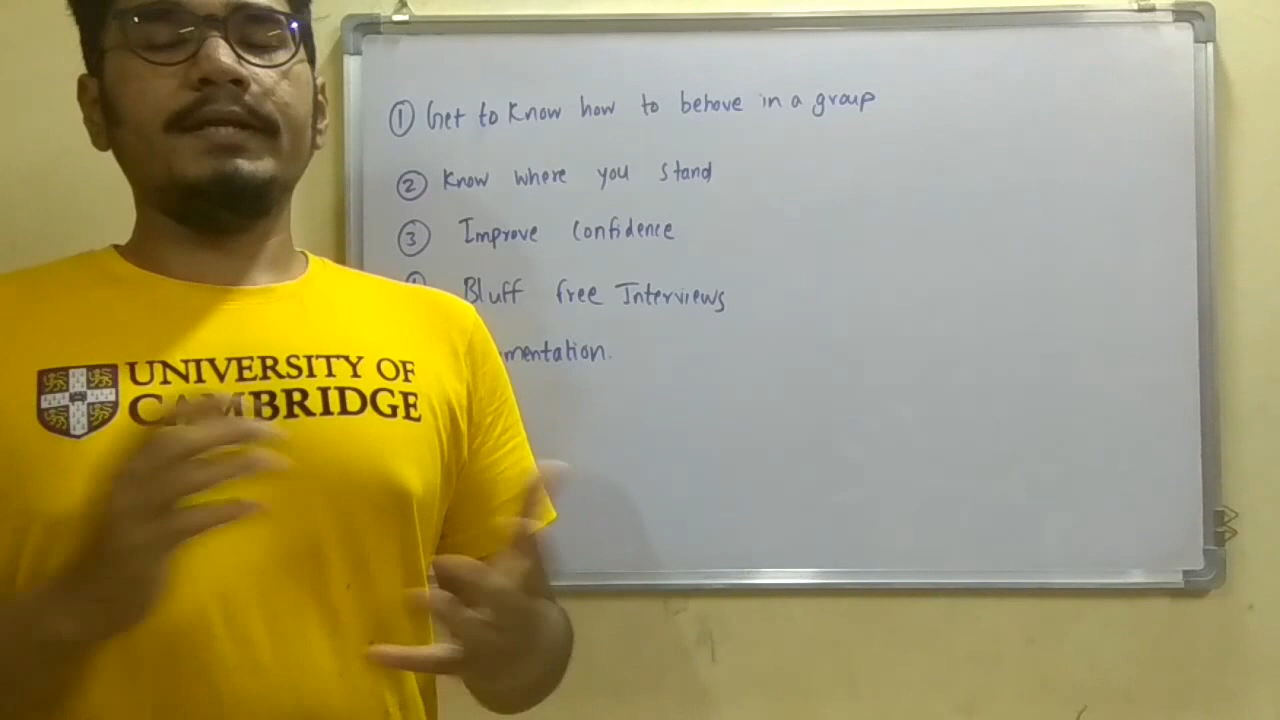 ① Get to Know how to behave in a group
② Know where you stand
③ Improve Confidence
Bluff free Interviews
mentation.
UNIVERSITY OF
CAMBRIDGE